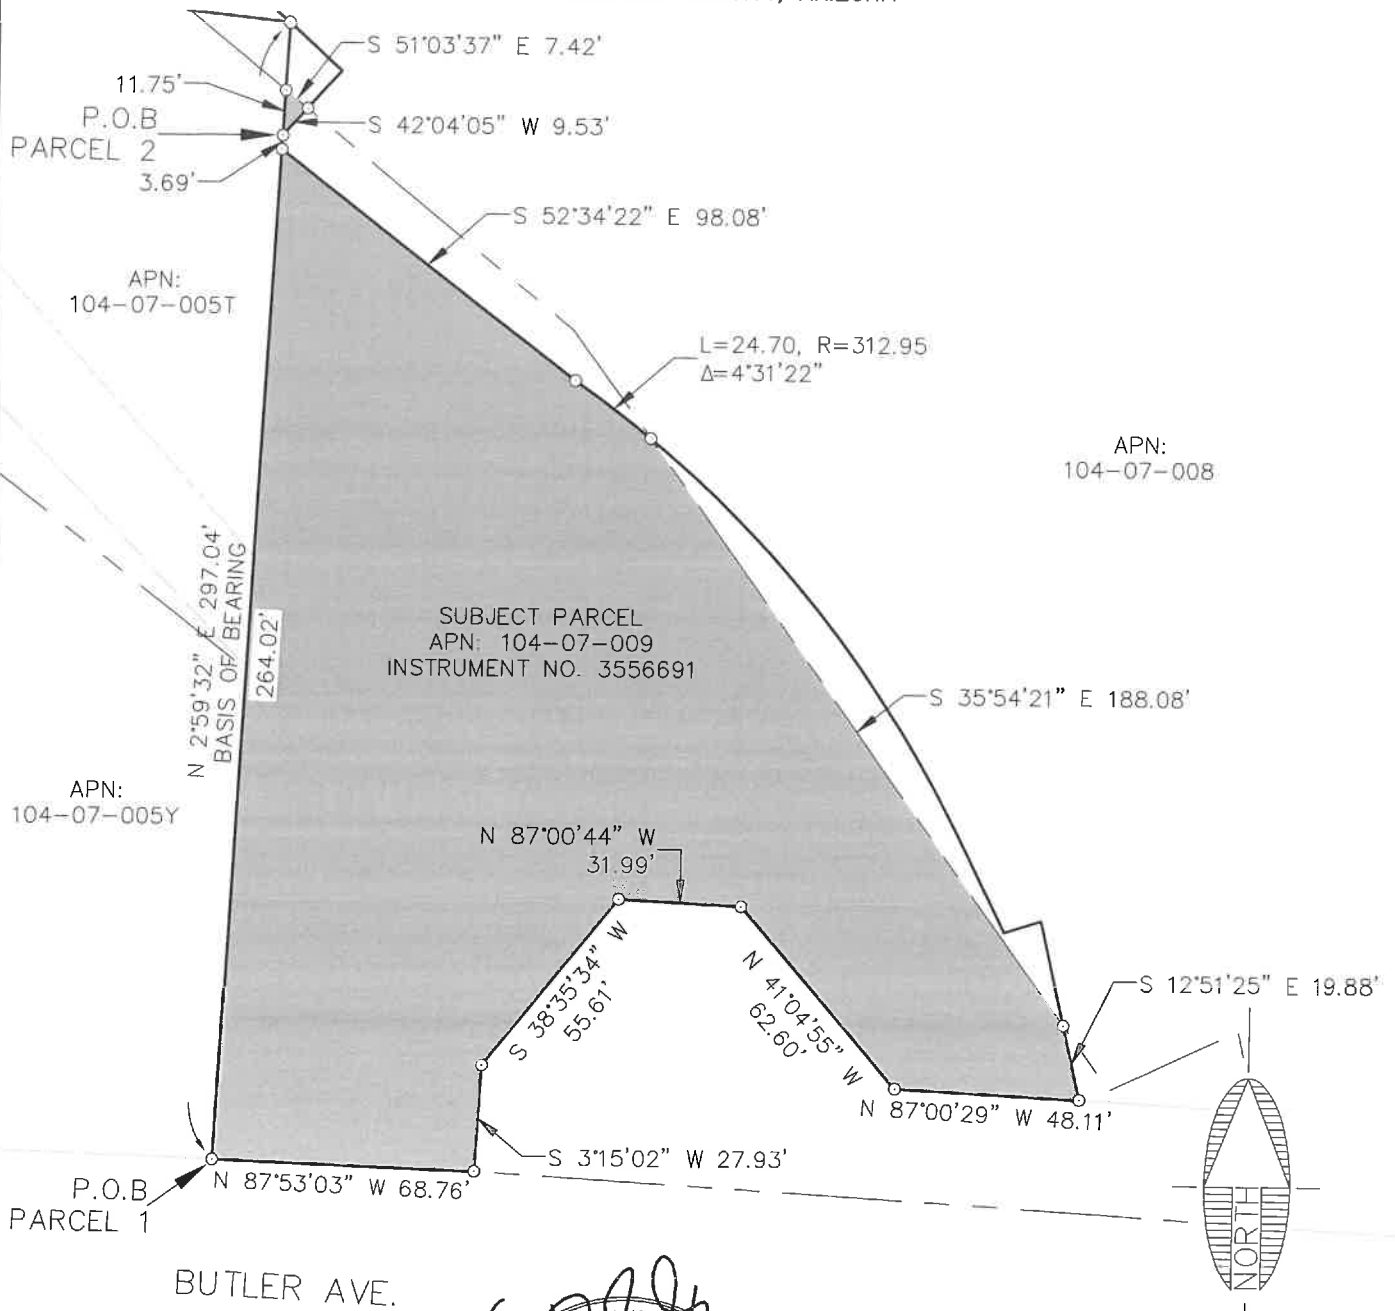 S 51°03'37" E 7.42'
11.75'
P.O.B
PARCEL 2
S 42°04'05" W 9.53'
3.69'
S 52°34'22" E 98.08'
APN:
104-07-005T
L=24.70, R=312.95
Δ=4°31'22"
APN:
104-07-008
N 2°59'32" E 297.04'
BASIS OF BEARING
264.02'
SUBJECT PARCEL
APN: 104-07-009
INSTRUMENT NO. 3556691
S 35°54'21" E 188.08'
APN:
104-07-005Y
N 87°00'44" W
31.99'
S 38°35'34" W
55.61'
N 41°04'55" W
62.60'
S 12°51'25" E 19.88'
N 87°00'29" W 48.11'
S 3°15'02" W 27.93'
N 87°53'03" W 68.76'
P.O.B
PARCEL 1
NORTH
BUTLER AVE.